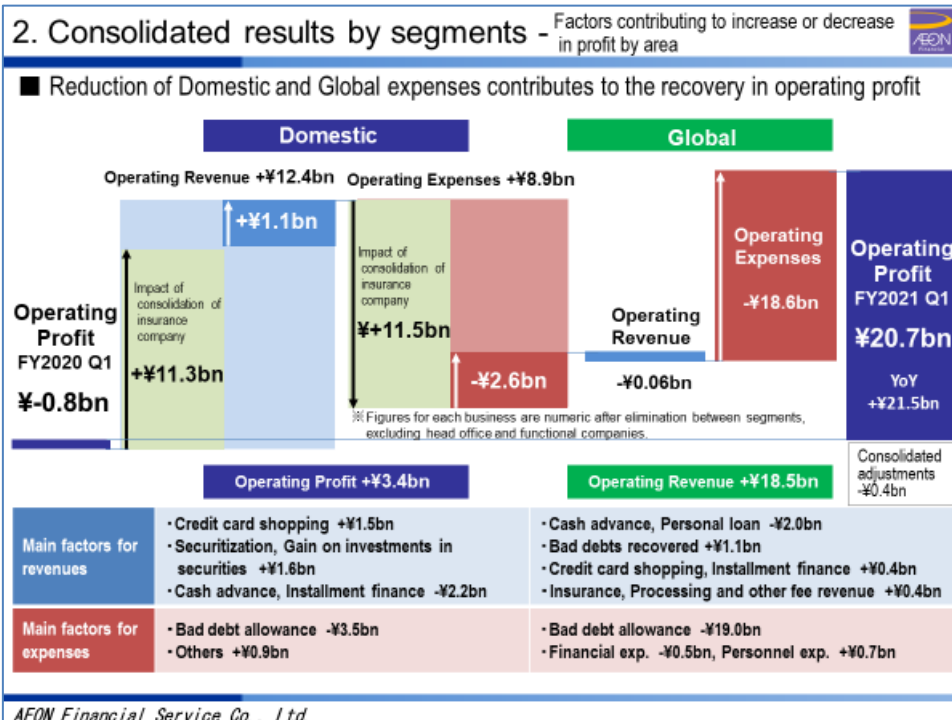 2. Consolidated results by segments - Factors contributing to increase or decrease
in profit by area
AEON
Financial
■ Reduction of Domestic and Global expenses contributes to the recovery in operating profit
Domestic
Global
Operating Revenue +¥12.4bn
Operating Expenses +¥8.9bn
+¥1.1bn
Impact of
consolidation of
insurance
company
+¥11.3bn
Impact of
consolidation of
insurance
company
¥+11.5bn
-¥2.6bn
Operating
Profit
FY2020 Q1
¥-0.8bn
Operating
Revenue
-¥0.06bn
Operating
Expenses
-¥18.6bn
Operating
Profit
FY2021 Q1
¥20.7bn
YoY
+¥21.5bn
※Figures for each business are numeric after elimination between segments,
excluding head office and functional companies.
Consolidated
adjustments
-¥0.4bn
Operating Profit +¥3.4bn
Operating Revenue +¥18.5bn
Main factors for
revenues
・Credit card shopping +¥1.5bn
・Securitization, Gain on investments in
securities +¥1.6bn
・Cash advance, Installment finance -¥2.2bn
・Cash advance, Personal loan -¥2.0bn
・Bad debts recovered +¥1.1bn
・Credit card shopping, Installment finance +¥0.4bn
・Insurance, Processing and other fee revenue +¥0.4bn
Main factors for
expenses
・Bad debt allowance -¥3.5bn
・Others +¥0.9bn
・Bad debt allowance -¥19.0bn
・Financial exp. -¥0.5bn, Personnel exp. +¥0.7bn
AEON Financial Service Co., Ltd